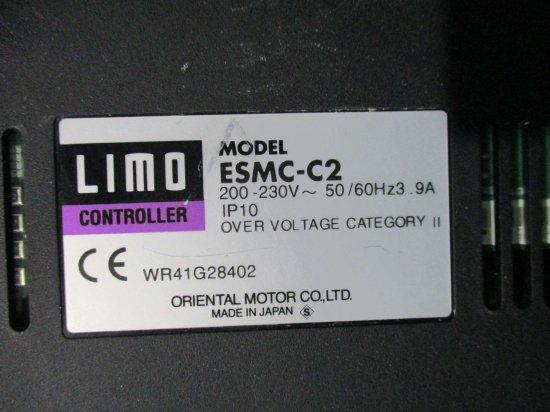 LIMO
CONTROLLER
MODEL
ESMC-C2
200-230V~ 50/60Hz3.9A
IP10
OVER VOLTAGE CATEGORY II
CE WR41G28402
ORIENTAL MOTOR CO.,LTD.
MADE IN JAPAN S